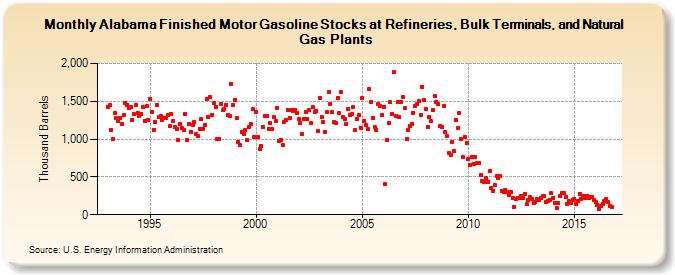 Monthly Alabama Finished Motor Gasoline Stocks at Refineries, Bulk Terminals, and Natural
Gas Plants
Thousand Barrels
2,000
1,500
1,000
500
0
1995
2000
2005
2010
2015
Source: U.S. Energy Information Administration